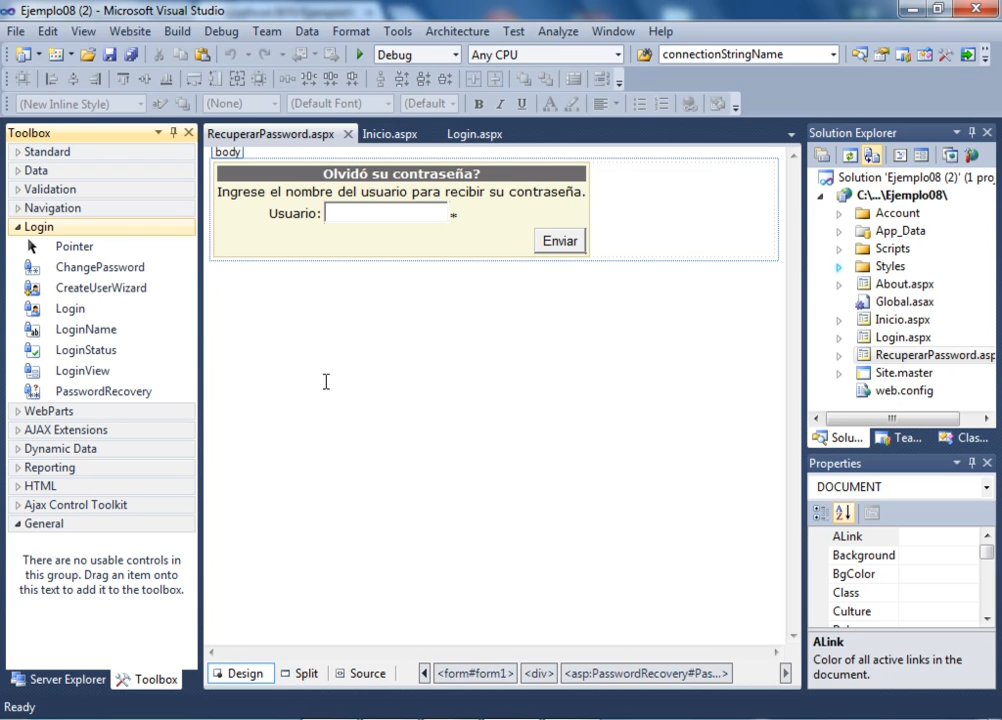 Ejemplo08 (2) - Microsoft Visual Studio
File Edit View Website Build Debug Team Data Format Tools Architecture Test Analyze Window Help
Debug Any CPU connectionStringName
(New Inline Style) (None) (Default Font) (Default B I U A
Toolbox
Standard
Data
Validation
Navigation
Login
Pointer
ChangePassword
CreateUserWizard
Login
LoginName
LoginStatus
LoginView
PasswordRecovery
WebParts
AJAX Extensions
Dynamic Data
Reporting
HTML
Ajax Control Toolkit
General
There are no usable controls in
this group. Drag an item onto
this text to add it to the toolbox.
Server Explorer Toolbox
RecuperarPassword.aspx Inicio.aspx Login.aspx
body
Olvidó su contraseña?
Ingrese el nombre del usuario para recibir su contraseña.
Usuario: *
Enviar
Design Split Source <form#form1> <div> <asp:PasswordRecovery#Pas...>
Solution Explorer
Solution 'Ejemplo08 (2)' (1 proj
C:\...\Ejemplo08\
Account
App_Data
Scripts
Styles
About.aspx
Global.asax
Inicio.aspx
Login.aspx
RecuperarPassword.asp
Site.master
web.config
Solu... Tea... Clas...
Properties
DOCUMENT
ALink
Background
BgColor
Class
Culture
ALink
Color of all active links in the
document.
Ready